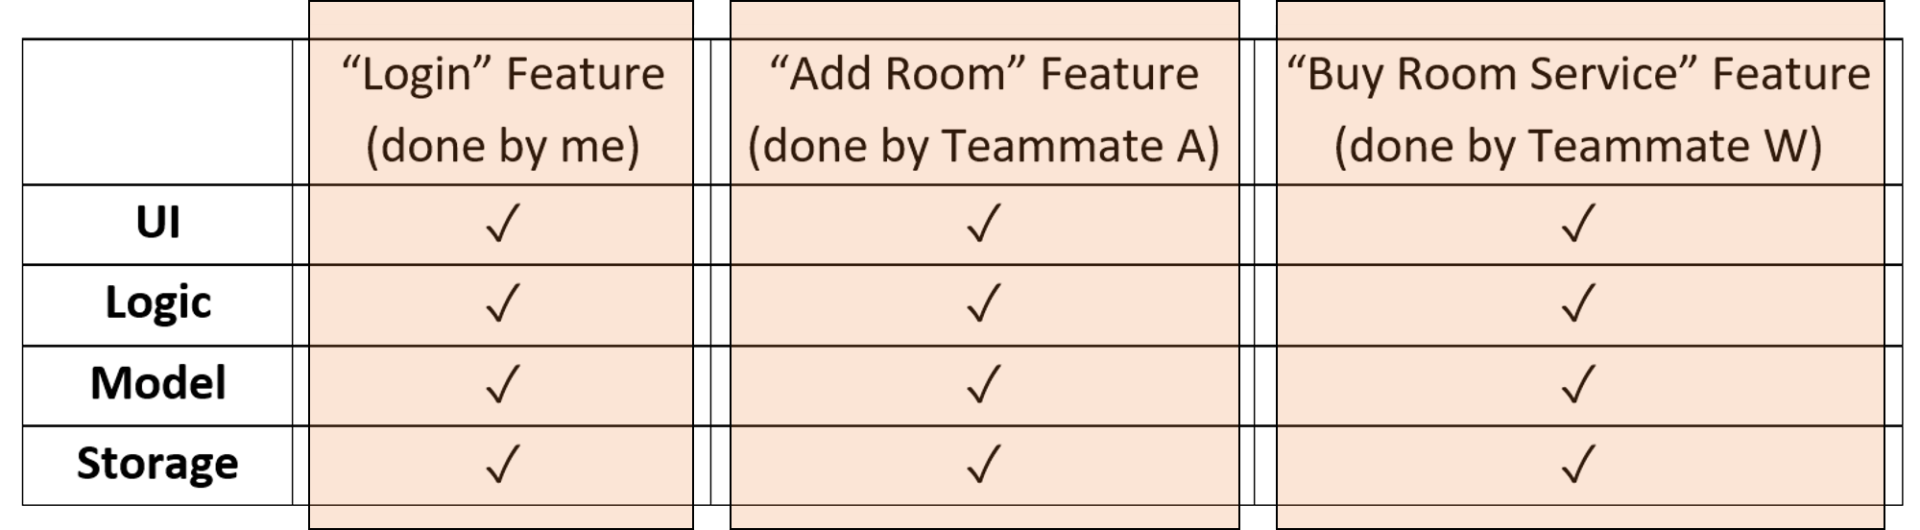 “Login” Feature “Add Room” Feature “Buy Room Service” Feature
(done by me) (done by Teammate A) (done by Teammate W)
UI ✓ ✓ ✓
Logic ✓ ✓ ✓
Model ✓ ✓ ✓
Storage ✓ ✓ ✓